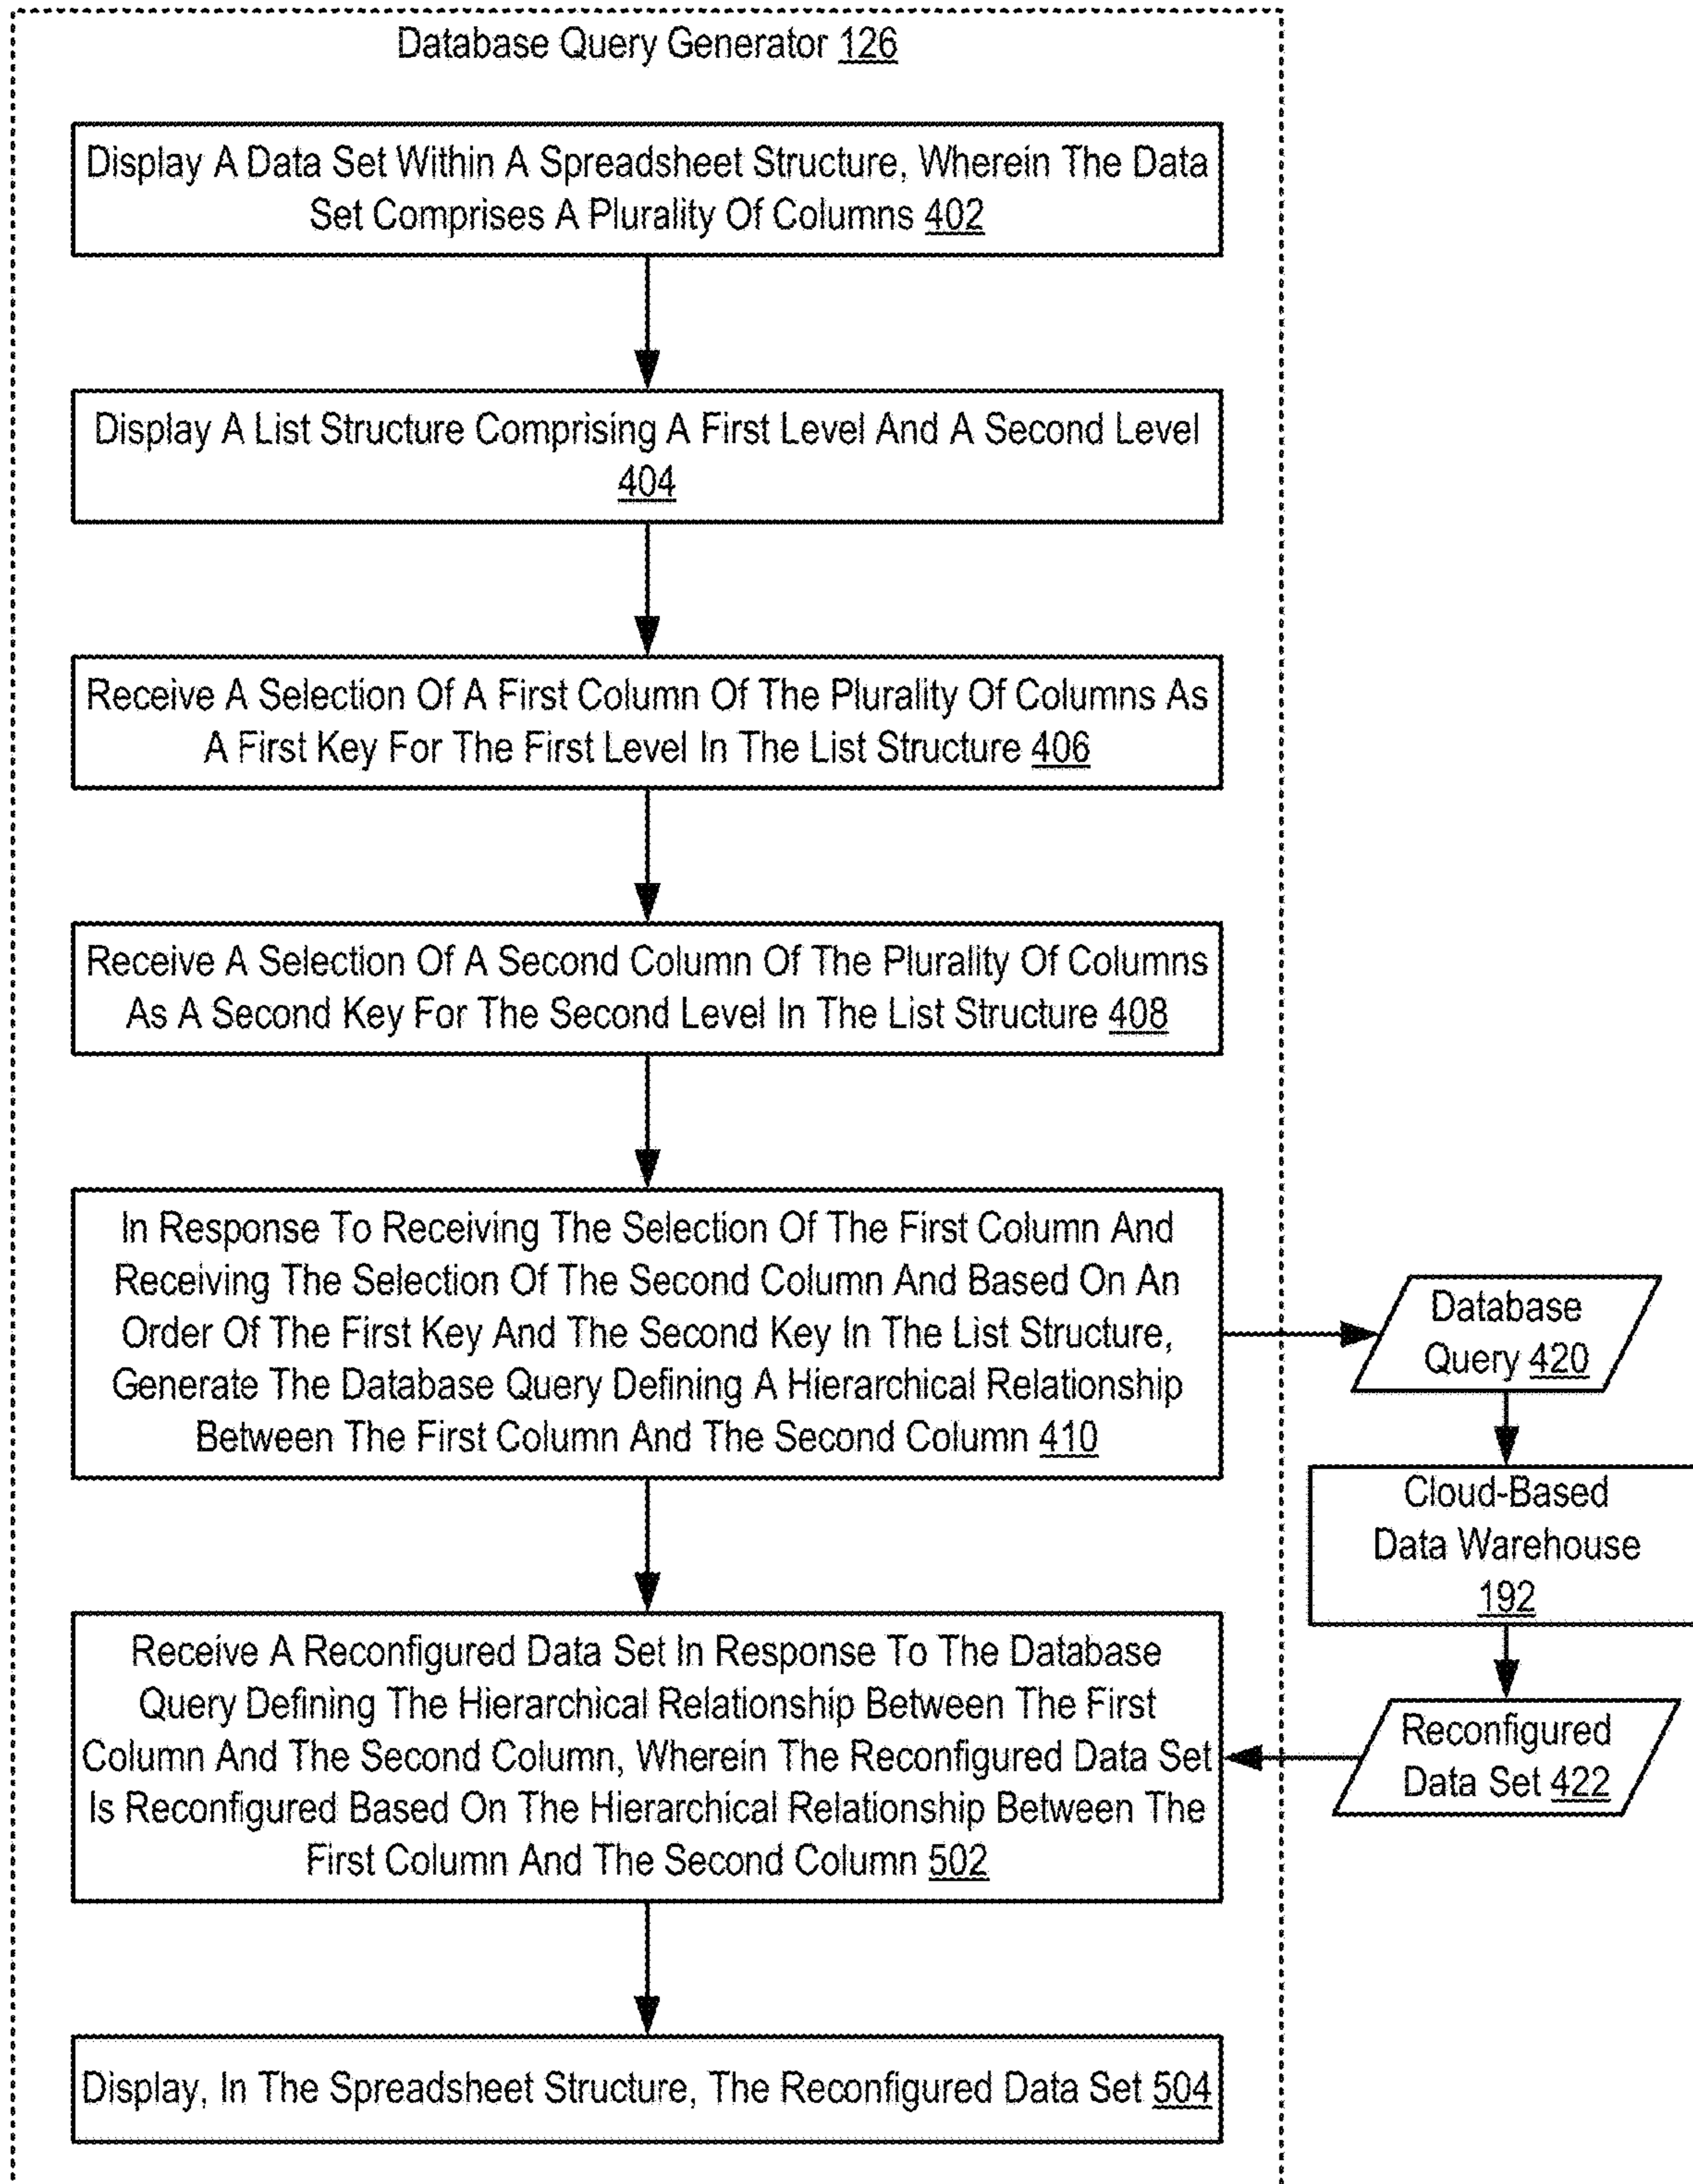 Database Query Generator 126
Display A Data Set Within A Spreadsheet Structure, Wherein The Data
Set Comprises A Plurality Of Columns 402
Display A List Structure Comprising A First Level And A Second Level
404
Receive A Selection Of A First Column Of The Plurality Of Columns As
A First Key For The First Level In The List Structure 406
Receive A Selection Of A Second Column Of The Plurality Of Columns
As A Second Key For The Second Level In The List Structure 408
In Response To Receiving The Selection Of The First Column And
Receiving The Selection Of The Second Column And Based On An
Order Of The First Key And The Second Key In The List Structure,
Generate The Database Query Defining A Hierarchical Relationship
Between The First Column And The Second Column 410
Database
Query 420
Cloud-Based
Data Warehouse
192
Reconfigured
Data Set 422
Receive A Reconfigured Data Set In Response To The Database
Query Defining The Hierarchical Relationship Between The First
Column And The Second Column, Wherein The Reconfigured Data Set
Is Reconfigured Based On The Hierarchical Relationship Between The
First Column And The Second Column 502
Display, In The Spreadsheet Structure, The Reconfigured Data Set 504